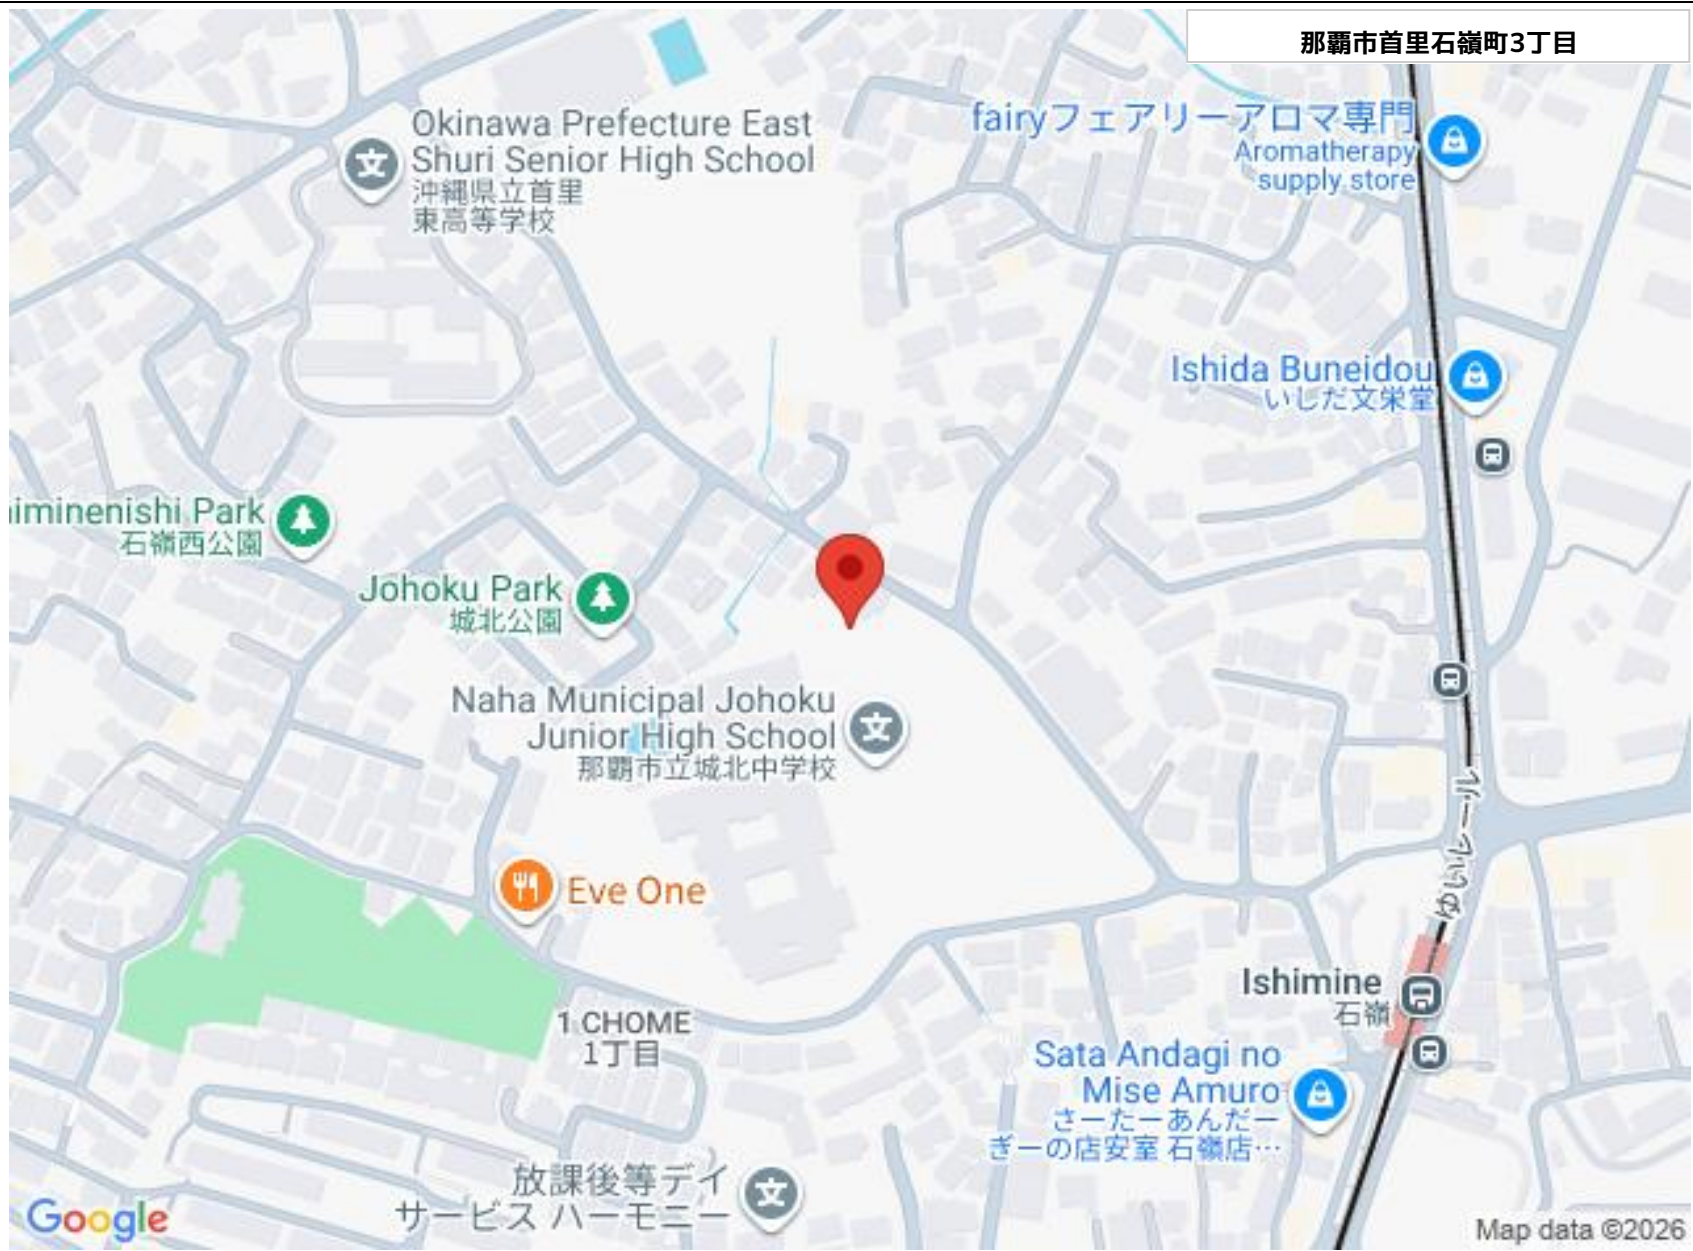 那覇市首里石嶺町3丁目
Okinawa Prefecture East
Shuri Senior High School
沖縄県立首里
東高等学校
fairyフェアリーアロマ専門
Aromatherapy
supply store
Ishida Buneidou
いしだ文栄堂
iminenishi Park
石嶺西公園
Johoku Park
城北公園
Naha Municipal Johoku
Junior High School
那覇市立城北中学校
ゆいレール
Eve One
Ishimine
石嶺
1 CHOME
1丁目
Sata Andagi no
Mise Amuro
さーたーあんだー
ぎーの店安室 石嶺店…
放課後等デイ
サービス ハーモニー
Google
Map data ©2026